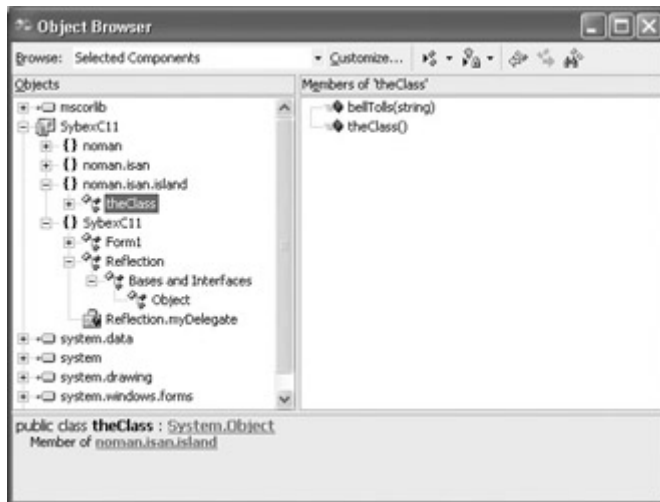 Object Browser
Browse: Selected Components Customize...
Objects
mscorlib
SybexC11
{} noman
{} noman.isan
{} noman.isan.island
theClass
{} SybexC11
Form1
Reflection
Bases and Interfaces
Object
Reflection.myDelegate
system.data
system
system.drawing
system.windows.forms
Members of 'theClass'
bellTolls(string)
theClass()
public class theClass : System.Object
Member of noman.isan.island